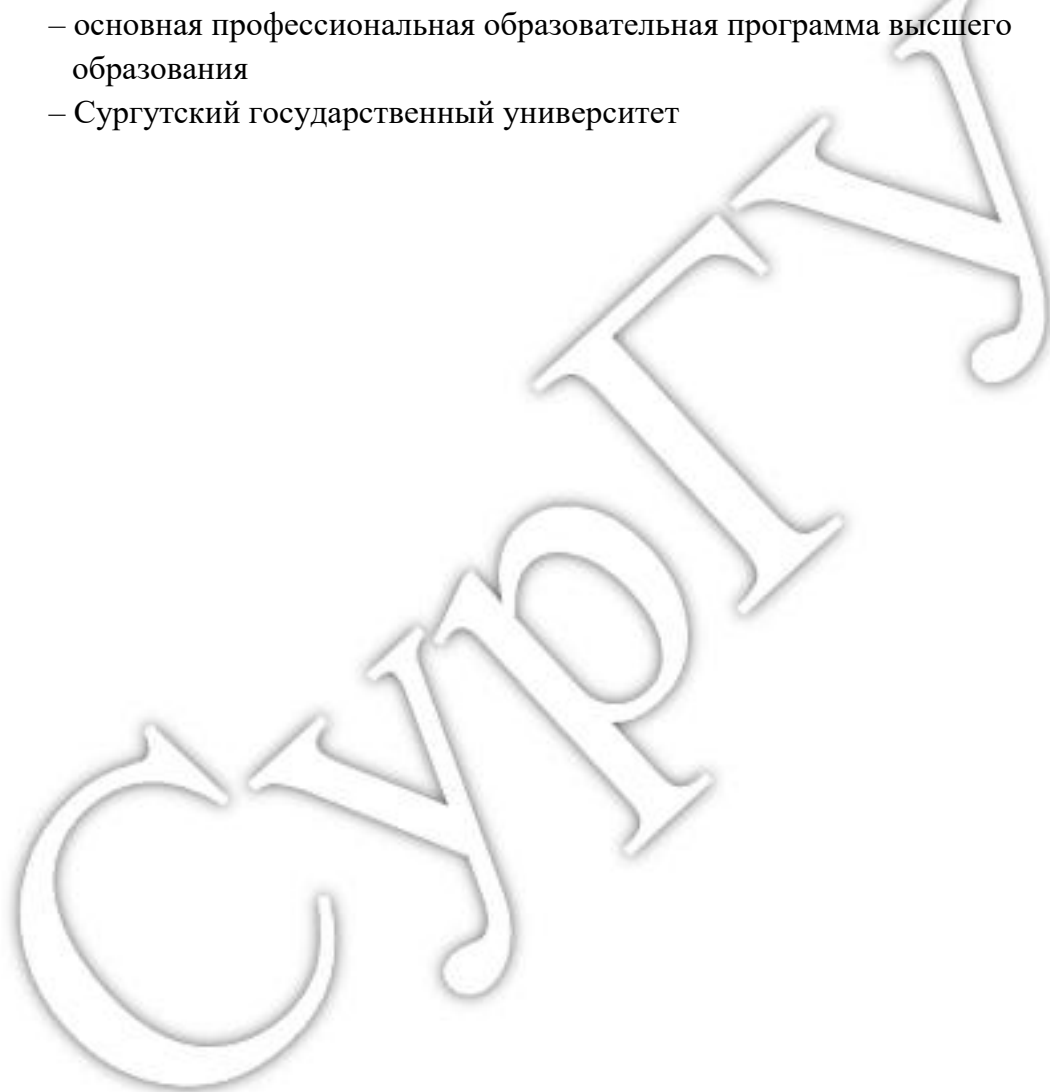 – основная профессиональная образовательная программа высшего
образования
– Сургутский государственный университет
СурГУ